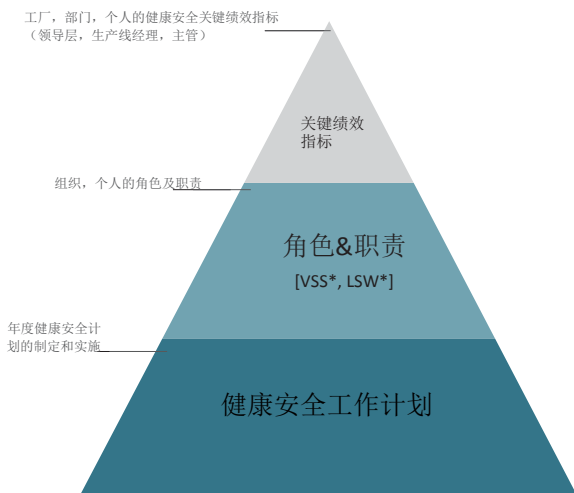 工厂，部门，个人的健康安全关键绩效指标
（领导层，生产线经理，主管）
关键绩效
指标
组织，个人的角色及职责
角色&职责
[VSS*, LSW*]
年度健康安全计
划的制定和实施
健康安全工作计划